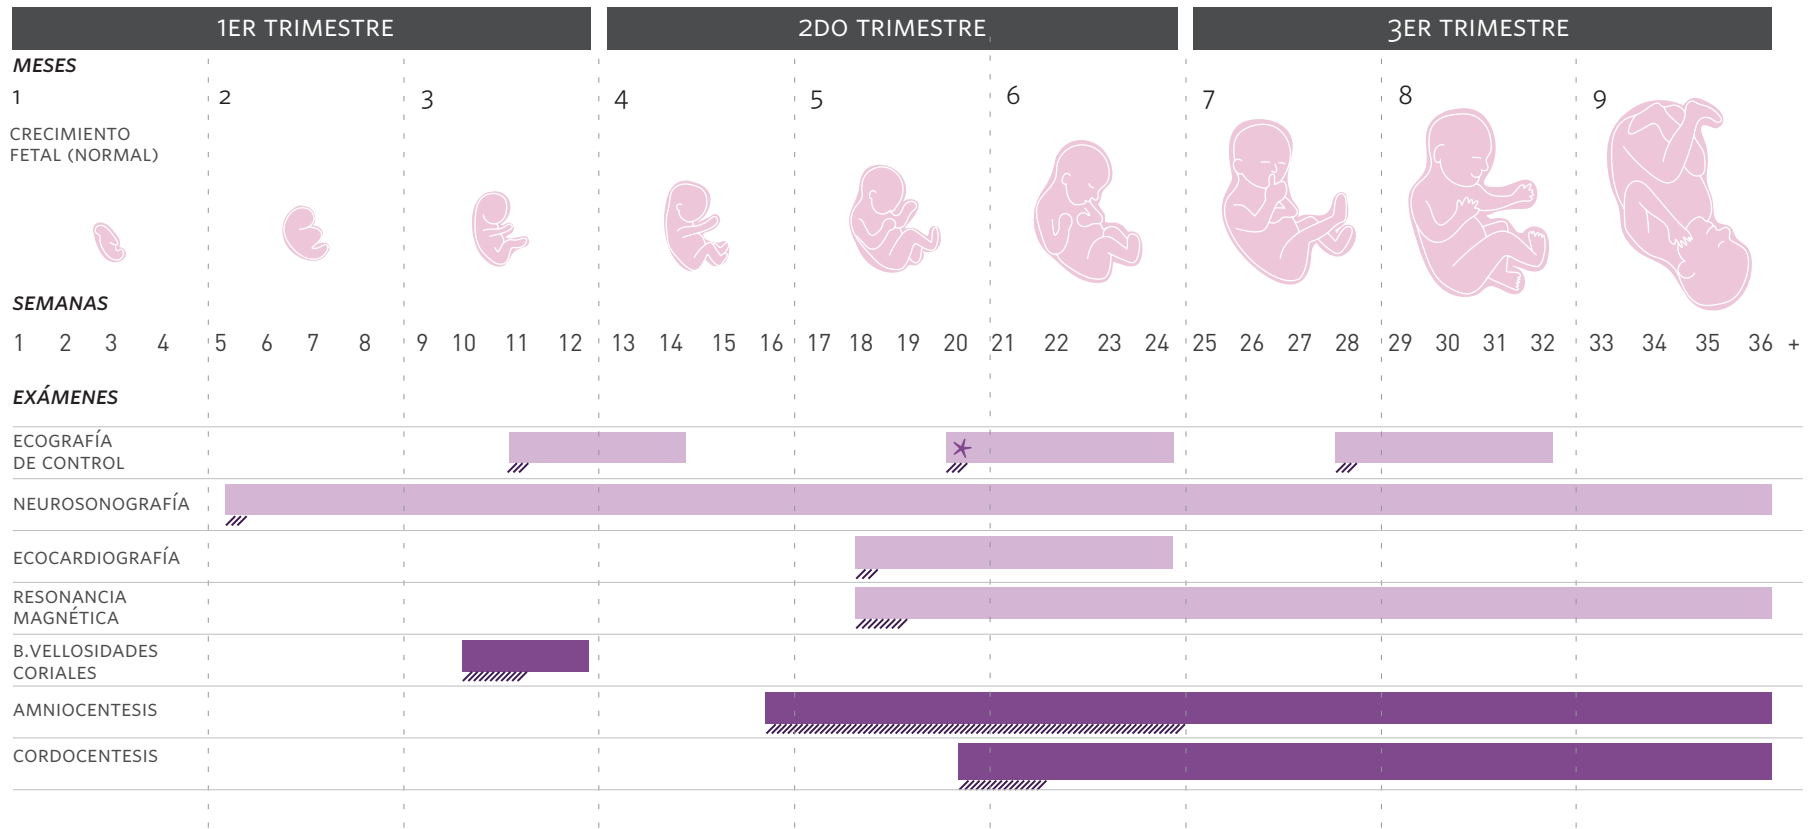 1ER TRIMESTRE
2DO TRIMESTRE
3ER TRIMESTRE
MESES
1 2 3 4 5 6 7 8 9
CRECIMIENTO
FETAL (NORMAL)
SEMANAS
1 2 3 4 5 6 7 8 9 10 11 12 13 14 15 16 17 18 19 20 21 22 23 24 25 26 27 28 29 30 31 32 33 34 35 36 +
EXÁMENES
ECOGRAFÍA
DE CONTROL
NEUROSONOGRAFÍA
ECOCARDIOGRAFÍA
RESONANCIA
MAGNÉTICA
B.VELLOSIDADES
CORIALES
AMNIOCENTESIS
CORDOCENTESIS